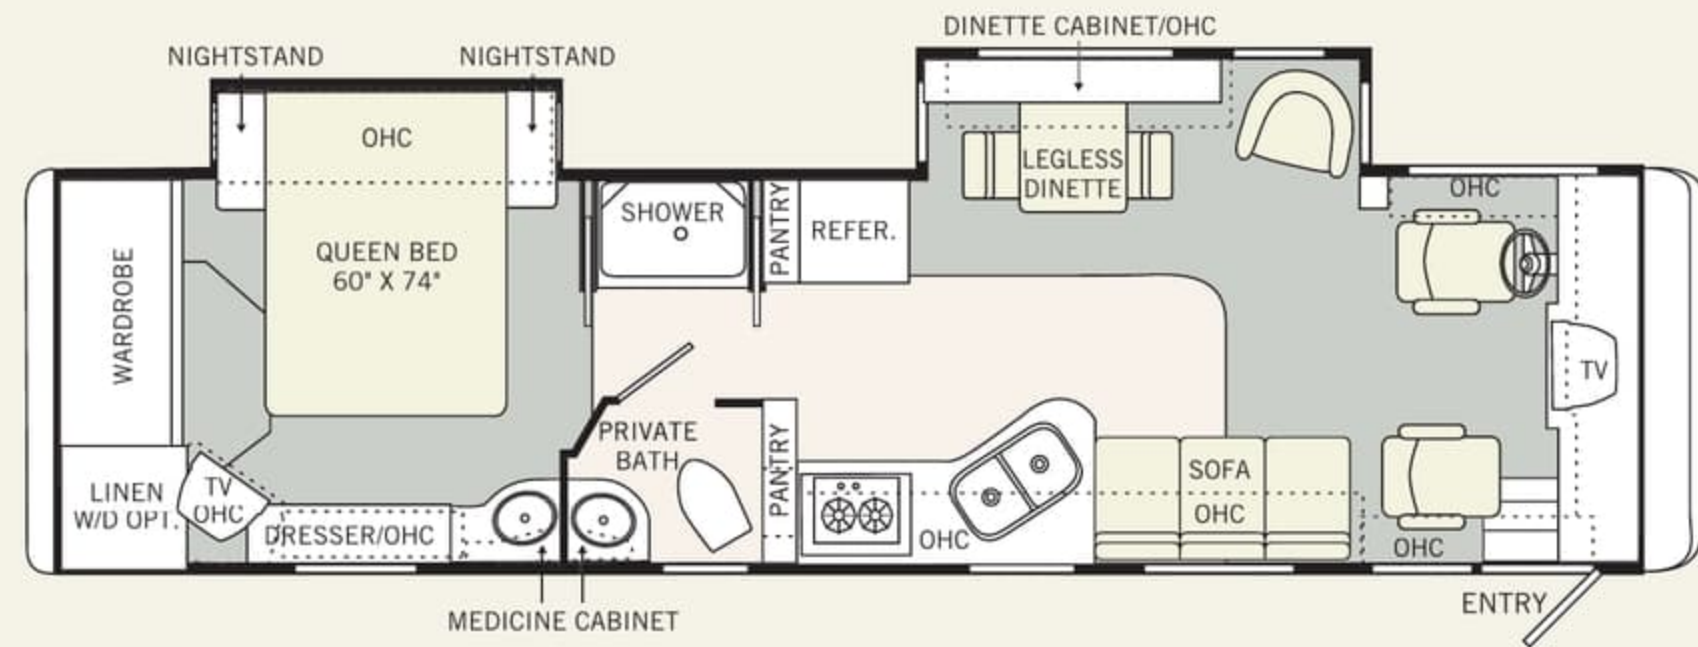 DINETTE CABINET/OHC
NIGHTSTAND
NIGHTSTAND
OHC
LEGLESS
DINETTE
OHC
SHOWER
PANTRY
REFER.
QUEEN BED
60" X 74"
WARDROBE
TV
PRIVATE
BATH
PANTRY
SOFA
OHC
LINEN
W/D OPT.
TV
OHC
DRESSER/OHC
OHC
OHC
MEDICINE CABINET
ENTRY